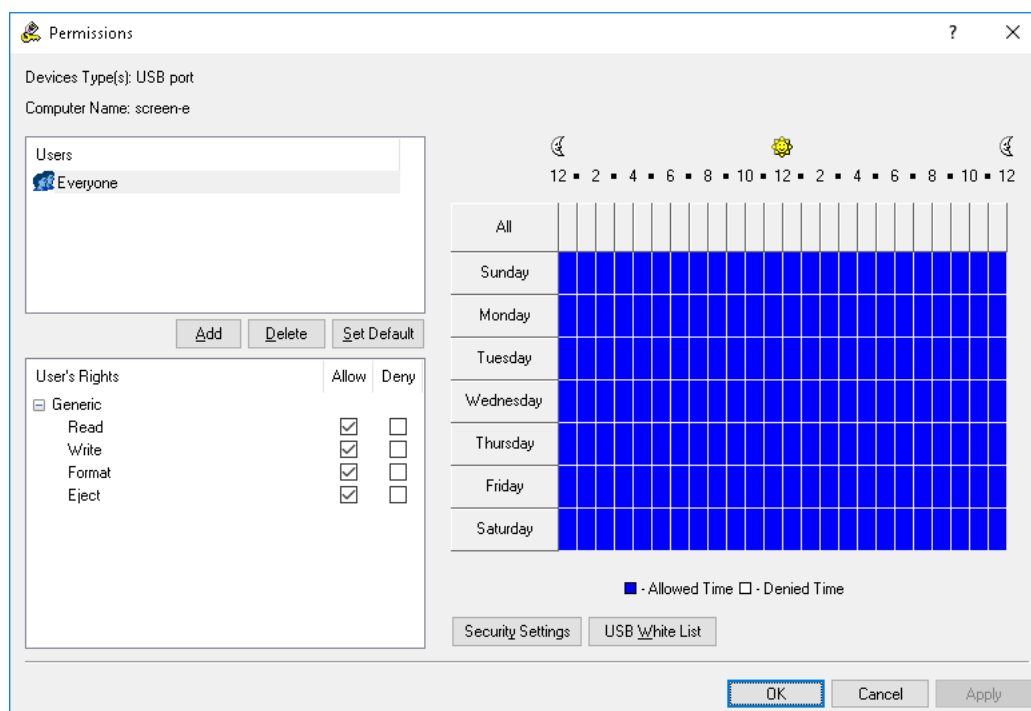 Permissions
?
Devices Type(s): USB port
Computer Name: screen-e
Users
Everyone
Add Delete Set Default
User's Rights Allow Deny
Generic
Read
Write
Format
Eject
12 ▪ 2 ▪ 4 ▪ 6 ▪ 8 ▪ 10 ▪ 12 ▪ 2 ▪ 4 ▪ 6 ▪ 8 ▪ 10 ▪ 12
All
Sunday
Monday
Tuesday
Wednesday
Thursday
Friday
Saturday
- Allowed Time - Denied Time
Security Settings USB White List
OK Cancel Apply